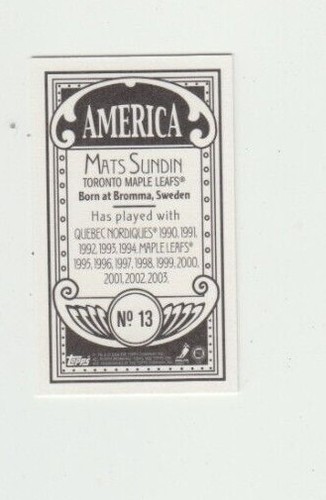 AMERICA
MATS SUNDIN
TORONTO MAPLE LEAFS®
Born at Bromma, Sweden
Has played with
QUEBEC NORDIQUES® 1990, 1991,
1992, 1993, 1994. MAPLE LEAFS®
1995, 1996, 1997, 1998, 1999, 2000,
2001, 2002, 2003.
Nº 13
TOPPS